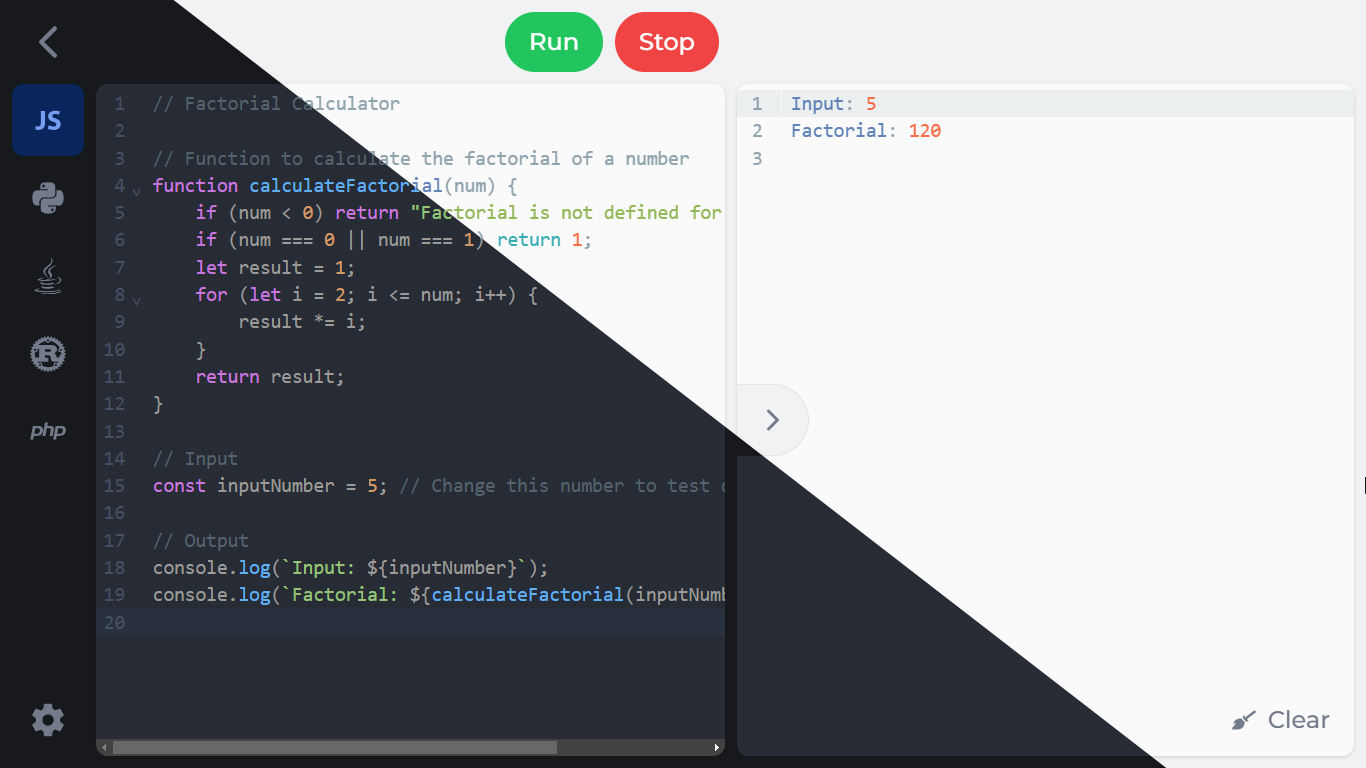 Run Stop
JS
php
1 // Factorial Calculator
2
3 // Function to calculate the factorial of a number
4 function calculateFactorial(num) {
5     if (num < 0) return "Factorial is not defined for
6     if (num === 0 || num === 1) return 1;
7     let result = 1;
8     for (let i = 2; i <= num; i++) {
9         result *= i;
10     }
11     return result;
12 }
13
14 // Input
15 const inputNumber = 5; // Change this number to test
16
17 // Output
18 console.log(`Input: ${inputNumber}`);
19 console.log(`Factorial: ${calculateFactorial(inputNumb
20
1 Input: 5
2 Factorial: 120
3
Clear